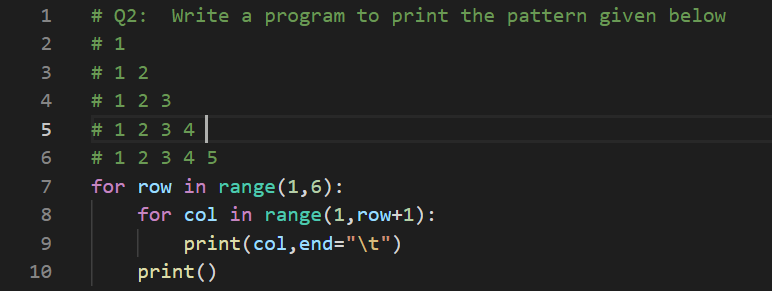 1 # Q2:  Write a program to print the pattern given below
2 # 1
3 # 1 2
4 # 1 2 3
5 # 1 2 3 4
6 # 1 2 3 4 5
7 for row in range(1,6):
8     for col in range(1,row+1):
9         print(col,end="\t")
10     print()